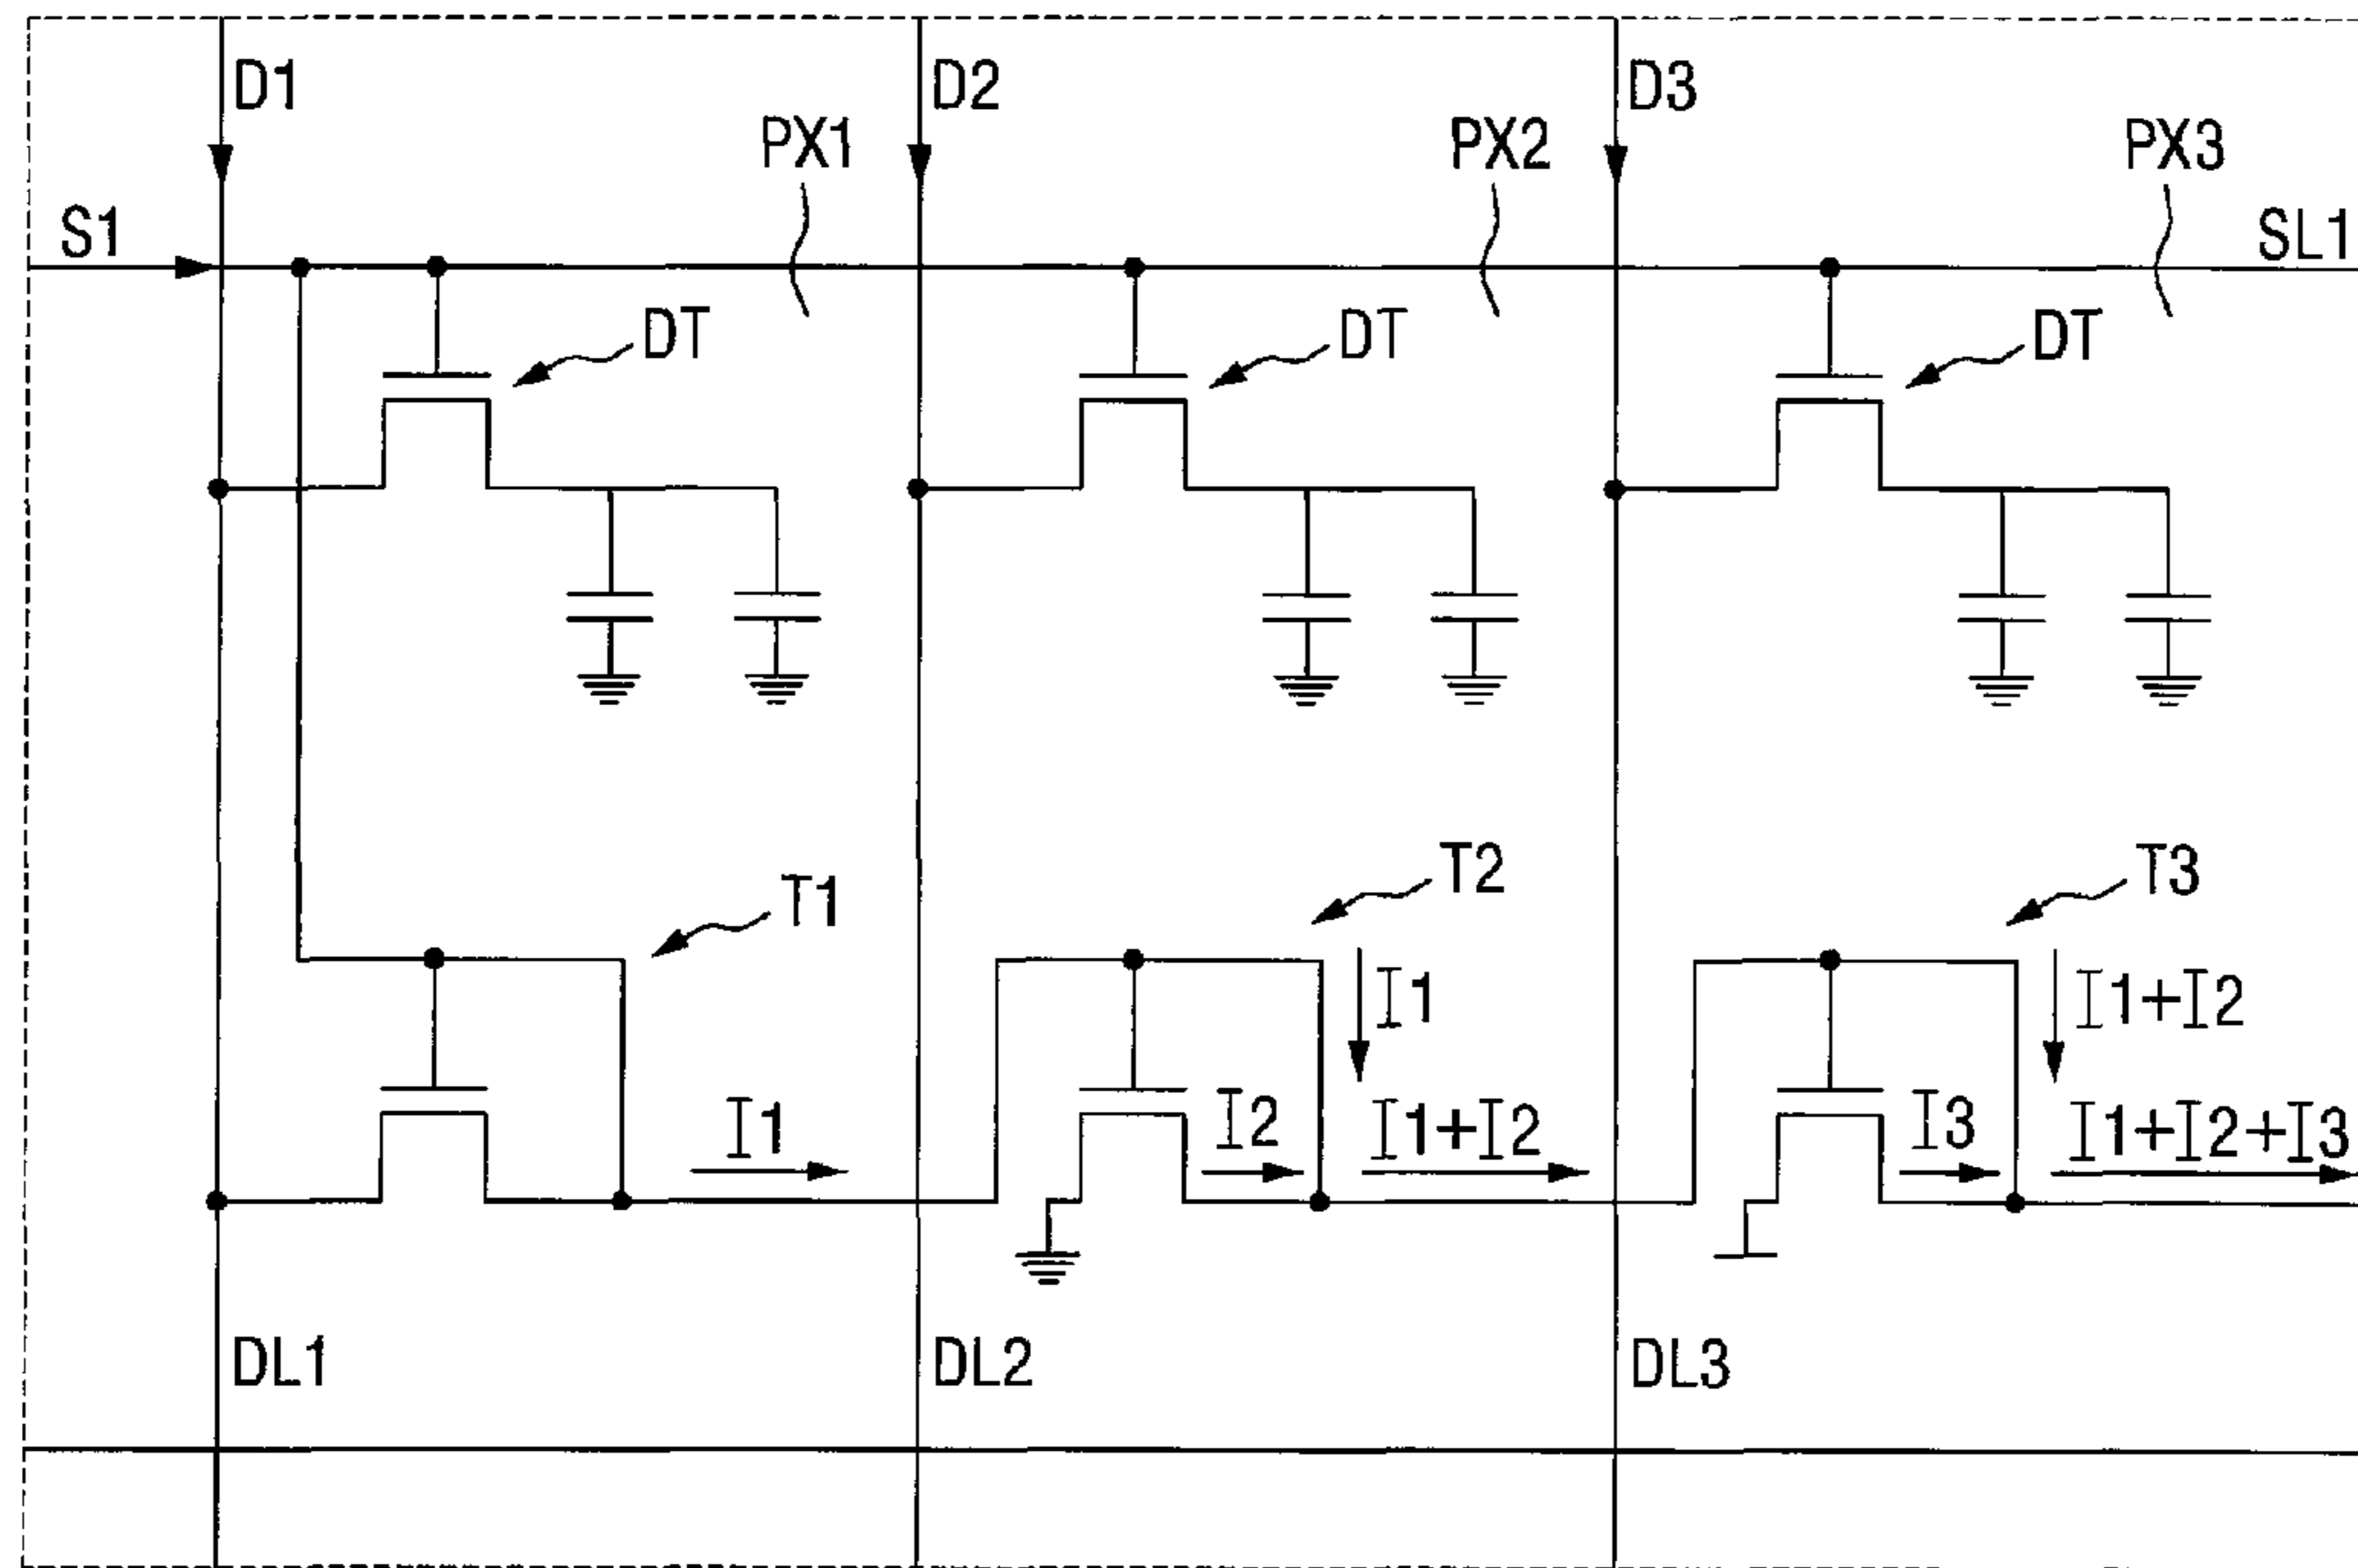 D1
D2
D3
PX1
PX2
PX3
S1
SL1
DT
DT
DT
T1
T2
T3
I1
I1+I2
I1
I2
I1+I2
I3
I1+I2+I3
DL1
DL2
DL3